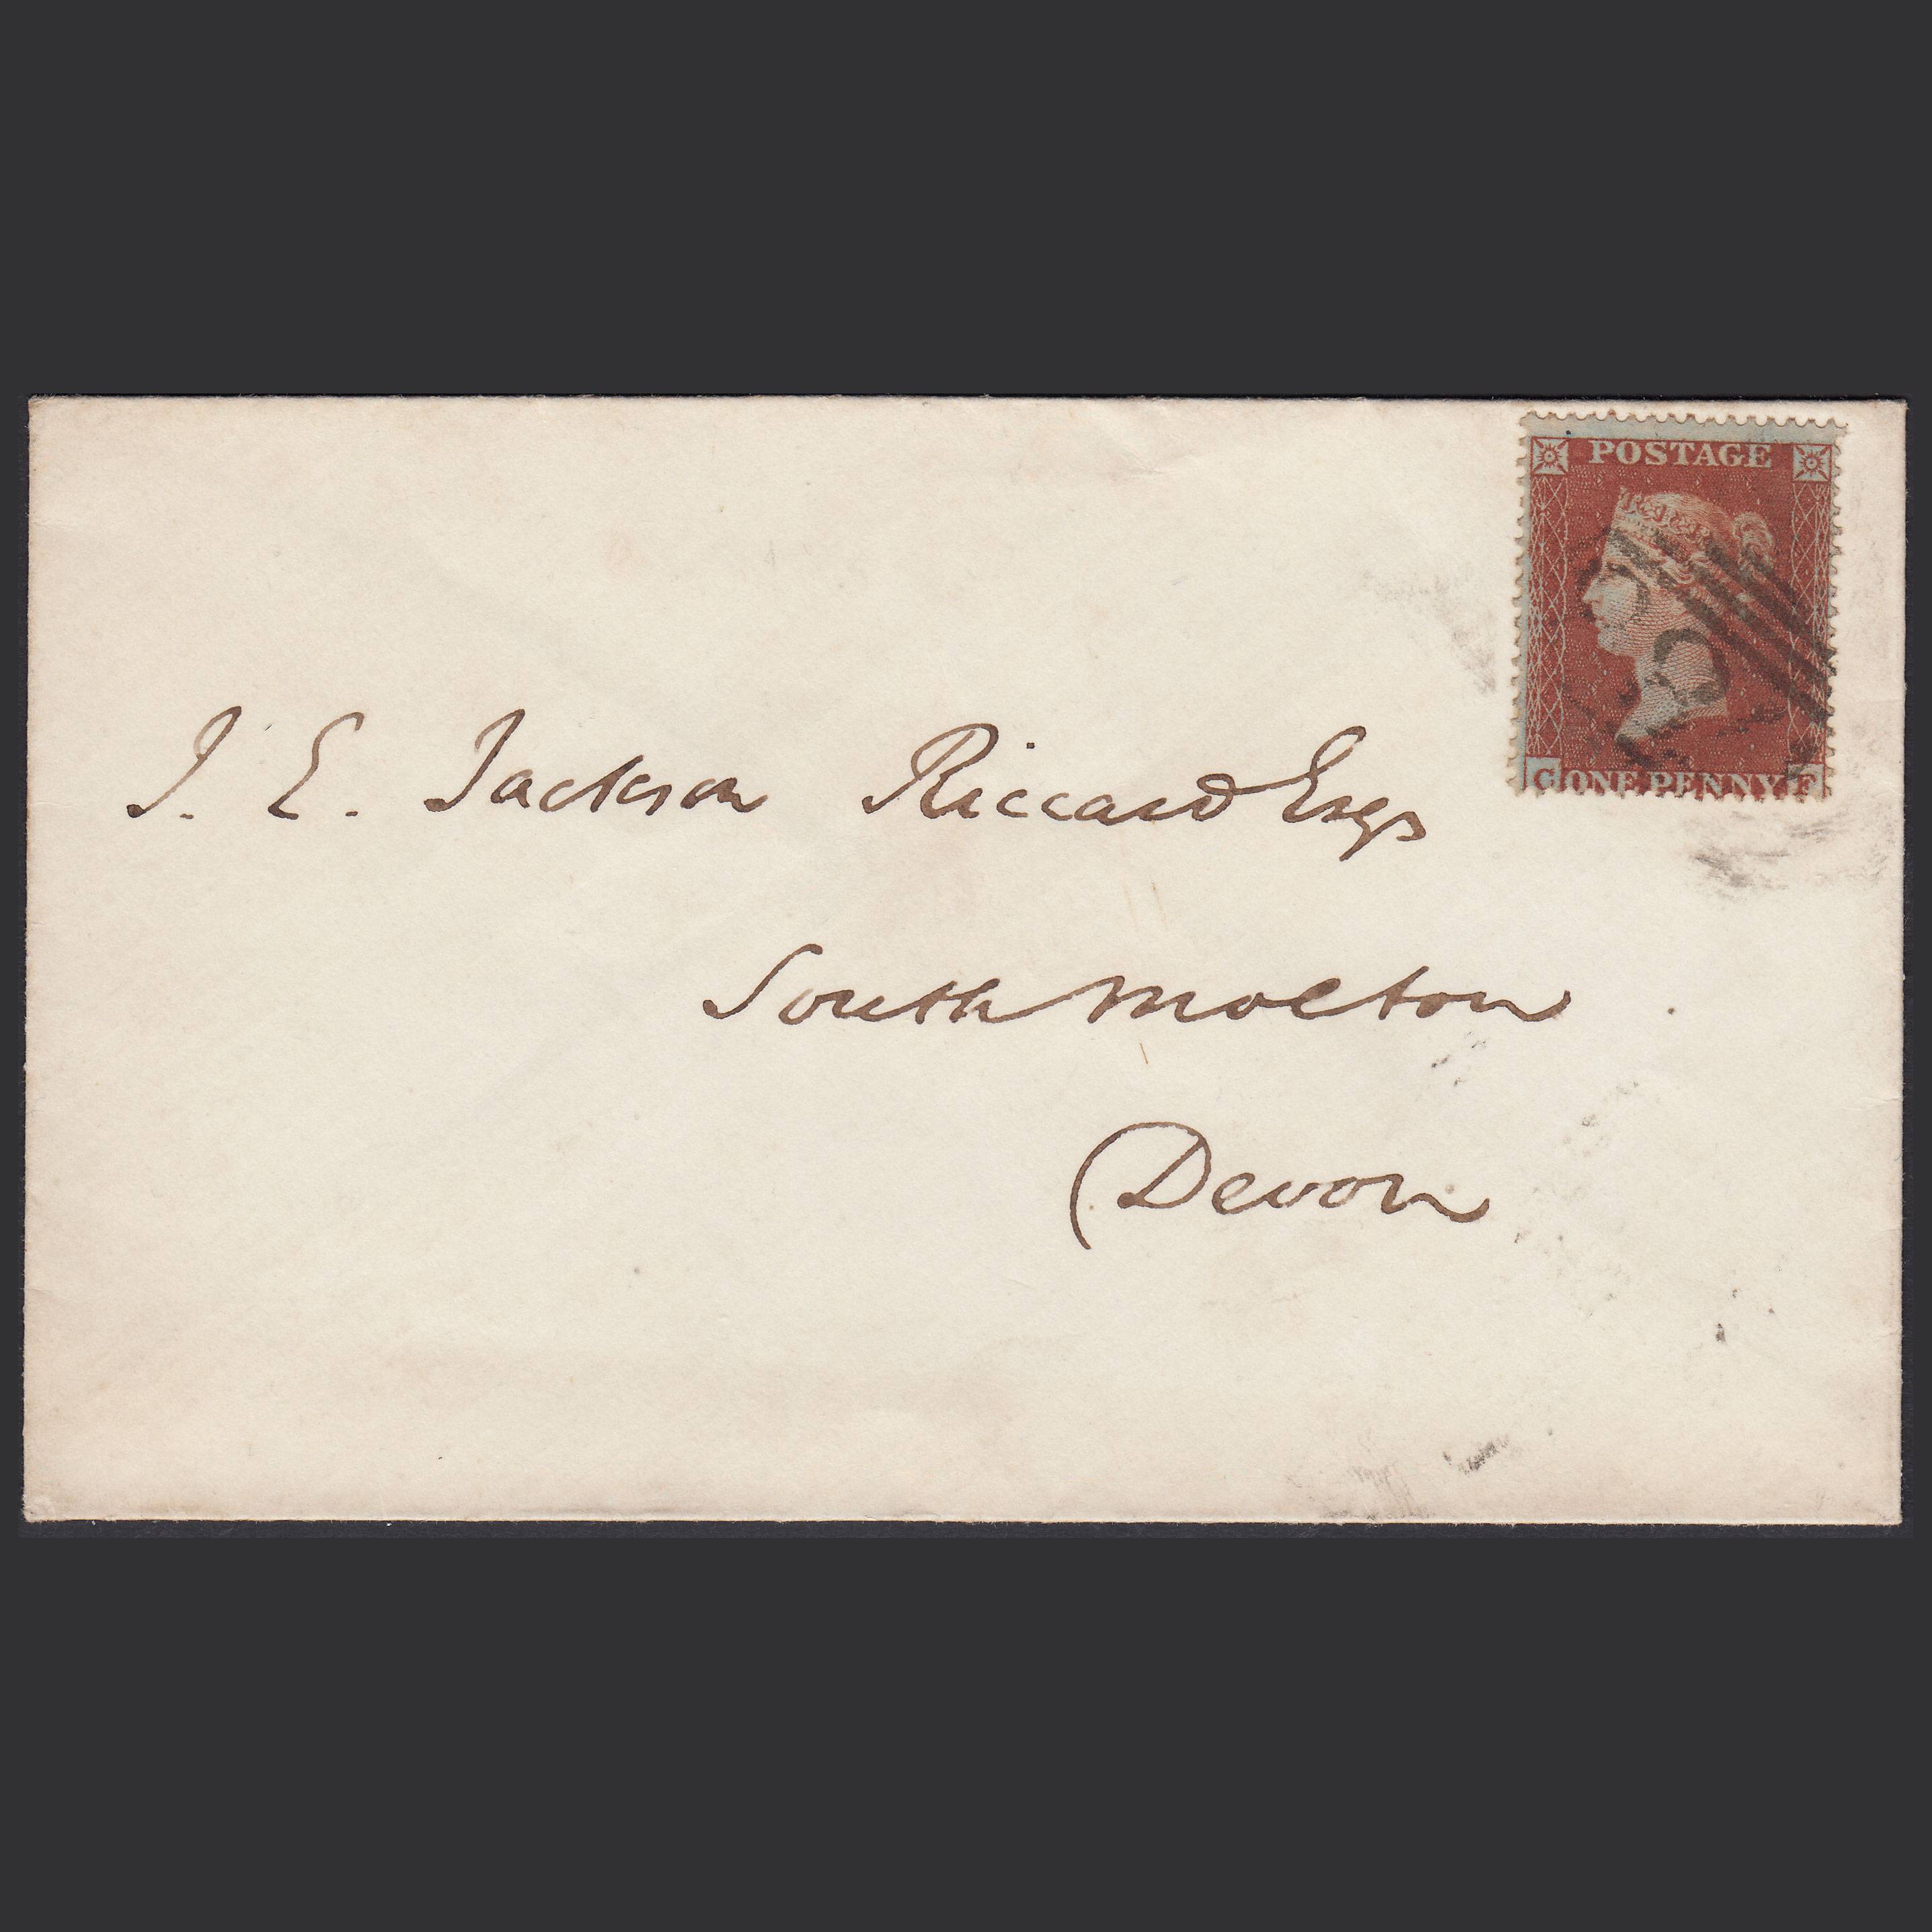 POSTAGE
C ONE PENNY F
J. E. Jackson Riccard Esqr
South Molton
Devon